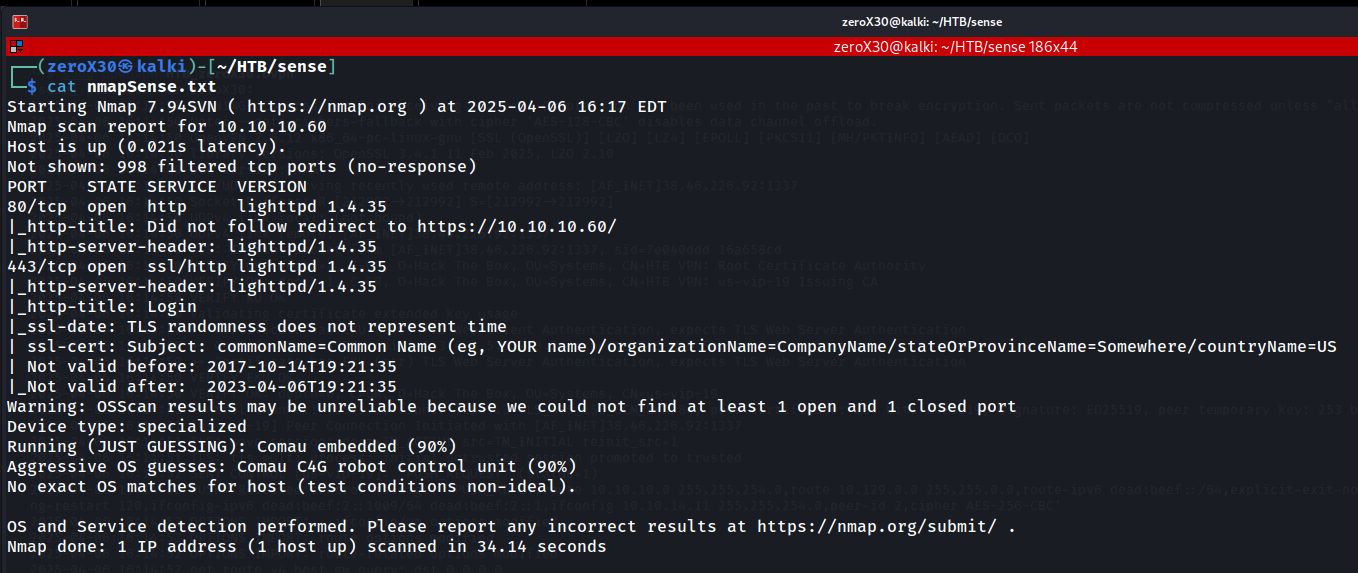 zeroX30@kalki: ~/HTB/sense
zeroX30@kalki: ~/HTB/sense 186x44
┌──(zeroX30㉿kalki)-[~/HTB/sense]
└─$ cat nmapSense.txt
Starting Nmap 7.94SVN ( https://nmap.org ) at 2025-04-06 16:17 EDT
Nmap scan report for 10.10.10.60
Host is up (0.021s latency).
Not shown: 998 filtered tcp ports (no-response)
PORT    STATE SERVICE  VERSION
80/tcp  open  http     lighttpd 1.4.35
|_http-title: Did not follow redirect to https://10.10.10.60/
|_http-server-header: lighttpd/1.4.35
443/tcp open  ssl/http lighttpd 1.4.35
|_http-server-header: lighttpd/1.4.35
|_http-title: Login
|_ssl-date: TLS randomness does not represent time
| ssl-cert: Subject: commonName=Common Name (eg, YOUR name)/organizationName=CompanyName/stateOrProvinceName=Somewhere/countryName=US
| Not valid before: 2017-10-14T19:21:35
|_Not valid after:  2023-04-06T19:21:35
Warning: OSScan results may be unreliable because we could not find at least 1 open and 1 closed port
Device type: specialized
Running (JUST GUESSING): Comau embedded (90%)
Aggressive OS guesses: Comau C4G robot control unit (90%)
No exact OS matches for host (test conditions non-ideal).
OS and Service detection performed. Please report any incorrect results at https://nmap.org/submit/ .
Nmap done: 1 IP address (1 host up) scanned in 34.14 seconds